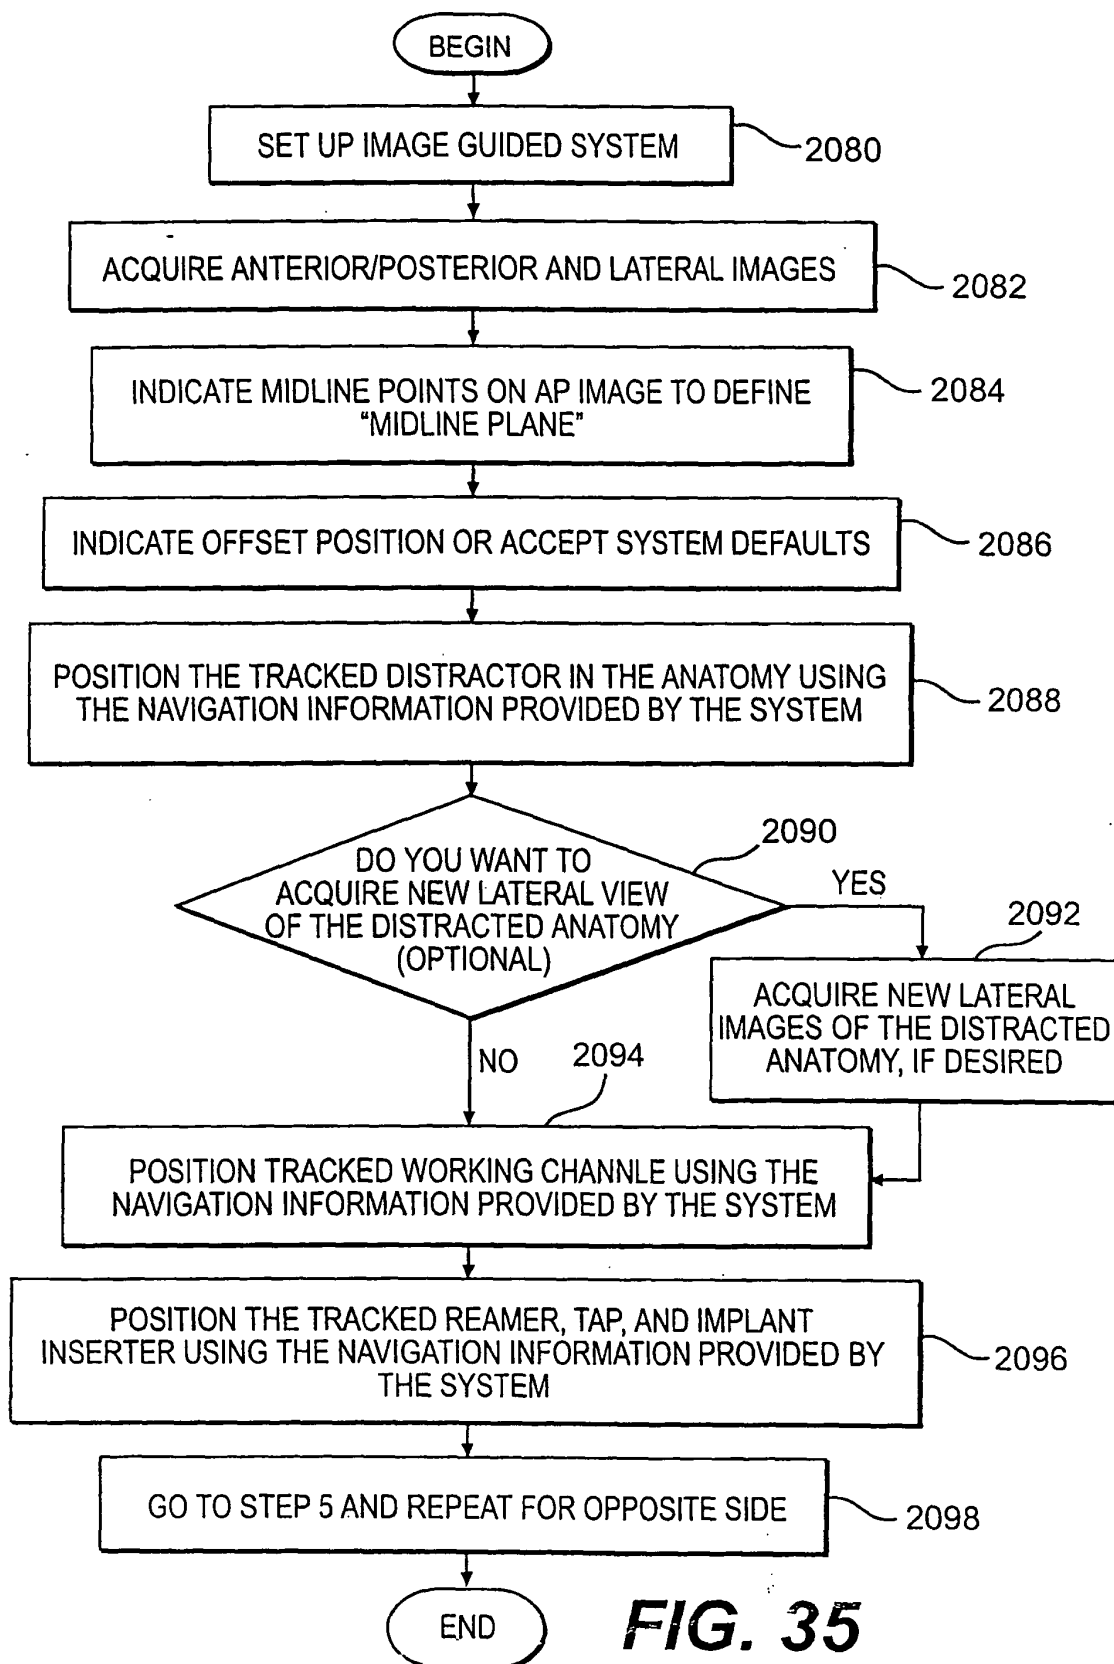 BEGIN
SET UP IMAGE GUIDED SYSTEM
2080
ACQUIRE ANTERIOR/POSTERIOR AND LATERAL IMAGES
2082
INDICATE MIDLINE POINTS ON AP IMAGE TO DEFINE
"MIDLINE PLANE"
2084
INDICATE OFFSET POSITION OR ACCEPT SYSTEM DEFAULTS
2086
POSITION THE TRACKED DISTRACTOR IN THE ANATOMY USING
THE NAVIGATION INFORMATION PROVIDED BY THE SYSTEM
2088
DO YOU WANT TO
ACQUIRE NEW LATERAL VIEW
OF THE DISTRACTED ANATOMY
(OPTIONAL)
2090
YES
2092
ACQUIRE NEW LATERAL
IMAGES OF THE DISTRACTED
ANATOMY, IF DESIRED
NO
2094
POSITION TRACKED WORKING CHANNLE USING THE
NAVIGATION INFORMATION PROVIDED BY THE SYSTEM
POSITION THE TRACKED REAMER, TAP, AND IMPLANT
INSERTER USING THE NAVIGATION INFORMATION PROVIDED BY
THE SYSTEM
2096
GO TO STEP 5 AND REPEAT FOR OPPOSITE SIDE
2098
END
FIG. 35